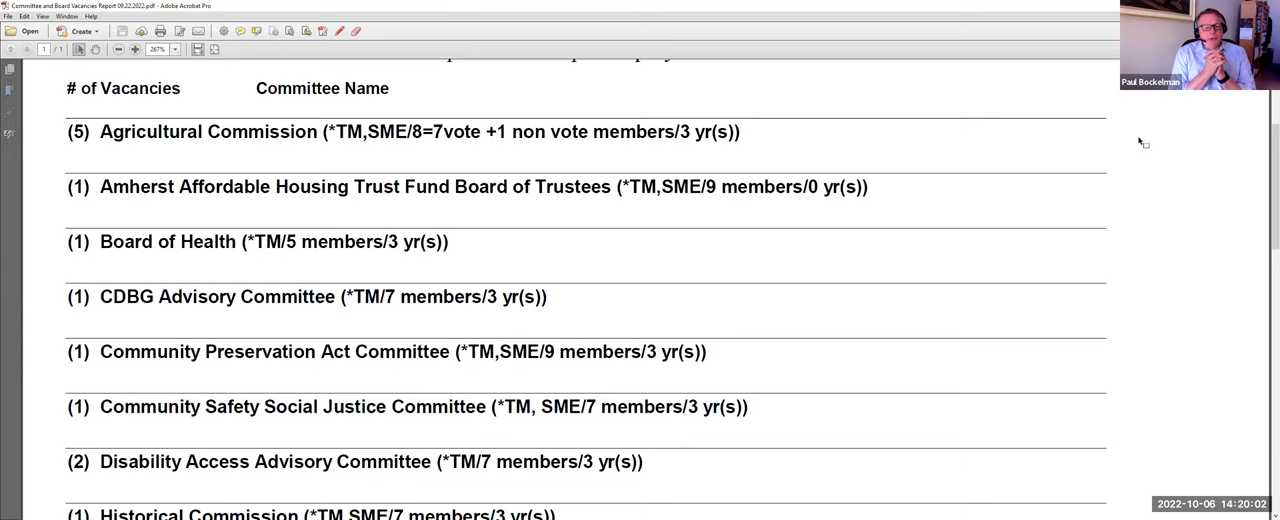 Committee and Board Vacancies Report 09.22.2022.pdf - Adobe Acrobat Pro
File Edit View Window Help
Open Create
1 / 1 267%
Paul Bockelman
# of Vacancies Committee Name
(5) Agricultural Commission (*TM,SME/8=7vote +1 non vote members/3 yr(s))
(1) Amherst Affordable Housing Trust Fund Board of Trustees (*TM,SME/9 members/0 yr(s))
(1) Board of Health (*TM/5 members/3 yr(s))
(1) CDBG Advisory Committee (*TM/7 members/3 yr(s))
(1) Community Preservation Act Committee (*TM,SME/9 members/3 yr(s))
(1) Community Safety Social Justice Committee (*TM, SME/7 members/3 yr(s))
(2) Disability Access Advisory Committee (*TM/7 members/3 yr(s))
(1) Historical Commission (*TM,SME/7 members/3 yr(s))
2022-10-06 14:20:02